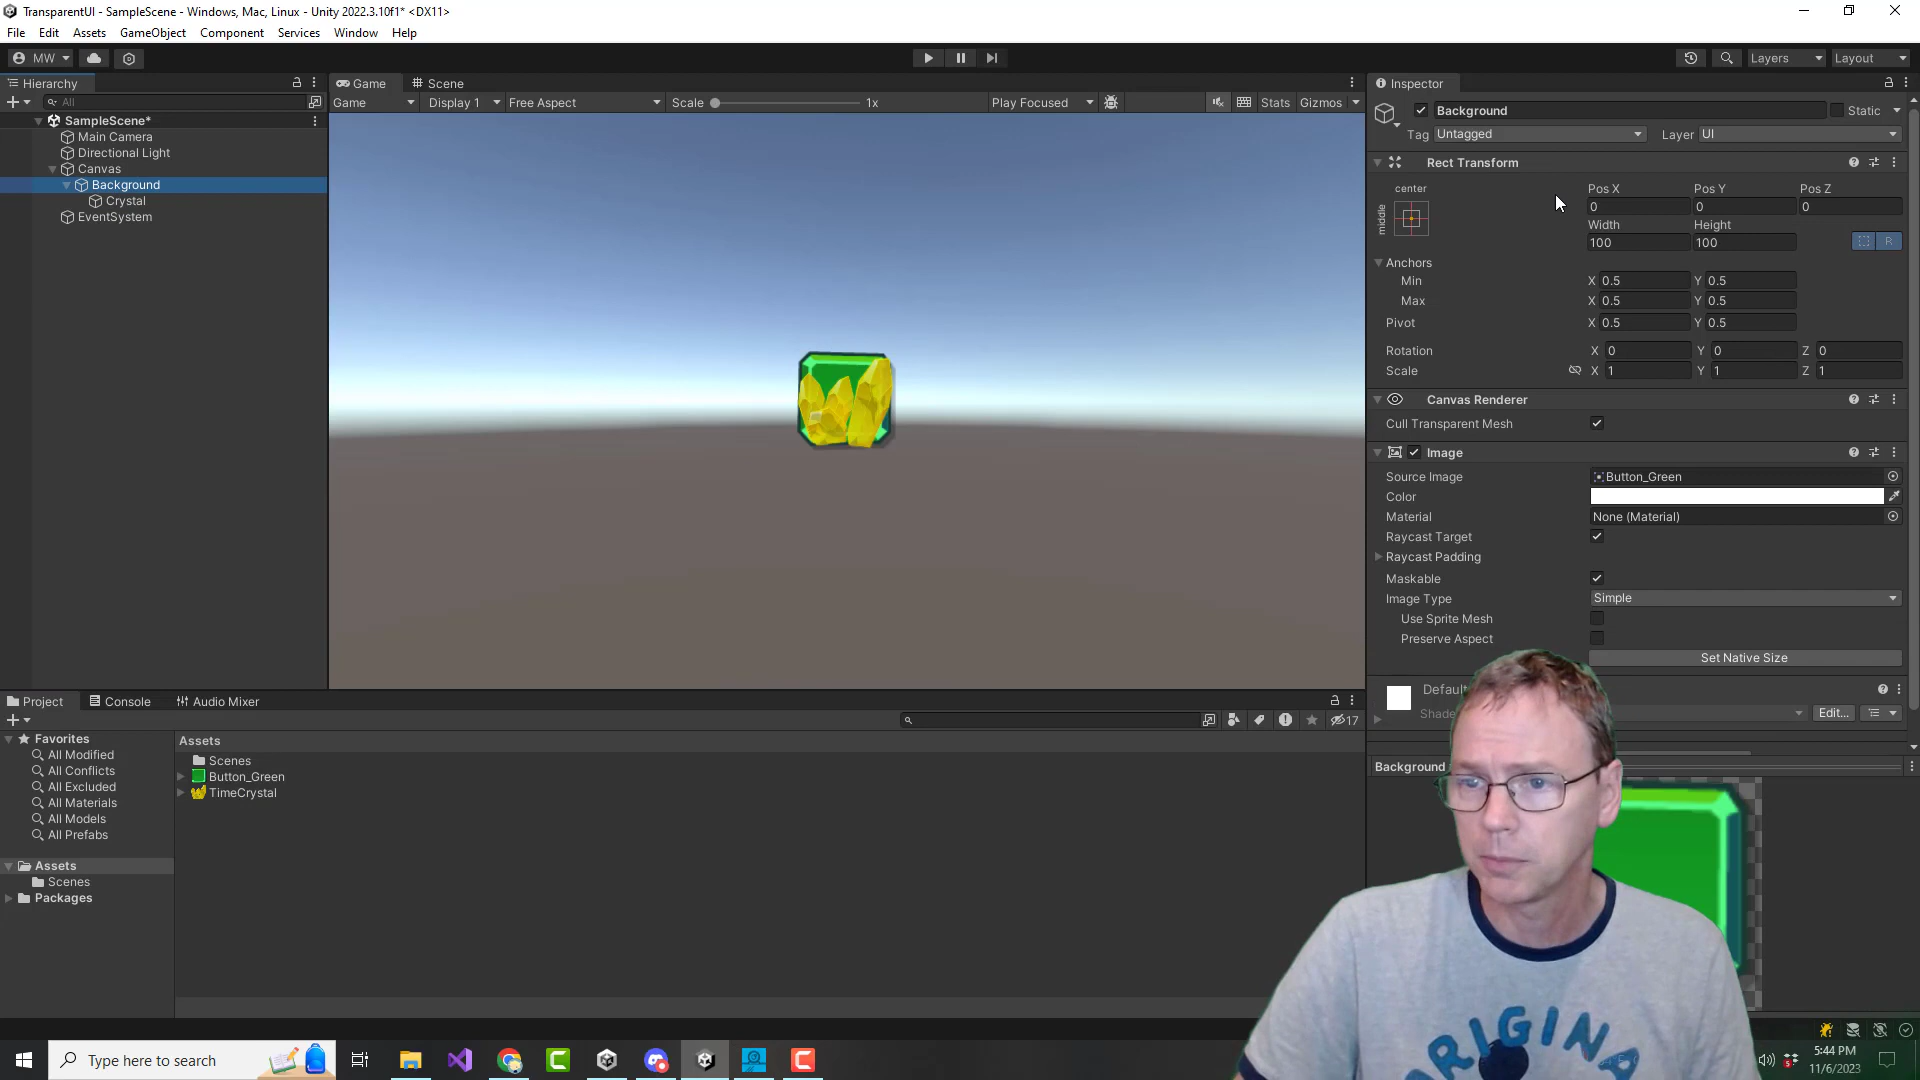 TransparentUI - SampleScene - Windows, Mac, Linux - Unity 2022.3.10f1* <DX11>
File Edit Assets GameObject Component Services Window Help
MW Layers Layout
Hierarchy
All
SampleScene*
Main Camera
Directional Light
Canvas
Background
Crystal
EventSystem
Game Scene
Game Display 1 Free Aspect Scale 1x Play Focused Stats Gizmos
Inspector
Background Static
Tag Untagged Layer UI
Rect Transform
center
middle
Pos X Pos Y Pos Z
0 0 0
Width Height
100 100
R
Anchors
Min X 0.5 Y 0.5
Max X 0.5 Y 0.5
Pivot X 0.5 Y 0.5
Rotation X 0 Y 0 Z 0
Scale X 1 Y 1 Z 1
Canvas Renderer
Cull Transparent Mesh
Image
Source Image Button_Green
Color
Material None (Material)
Raycast Target
Raycast Padding
Maskable
Image Type Simple
Use Sprite Mesh
Preserve Aspect
Set Native Size
Edit...
Background
Project Console Audio Mixer
17
Favorites
All Modified
All Conflicts
All Excluded
All Materials
All Models
All Prefabs
Assets
Scenes
Packages
Assets
Scenes
Button_Green
TimeCrystal
ORIGINA
Type here to search
5:44 PM
11/6/2023